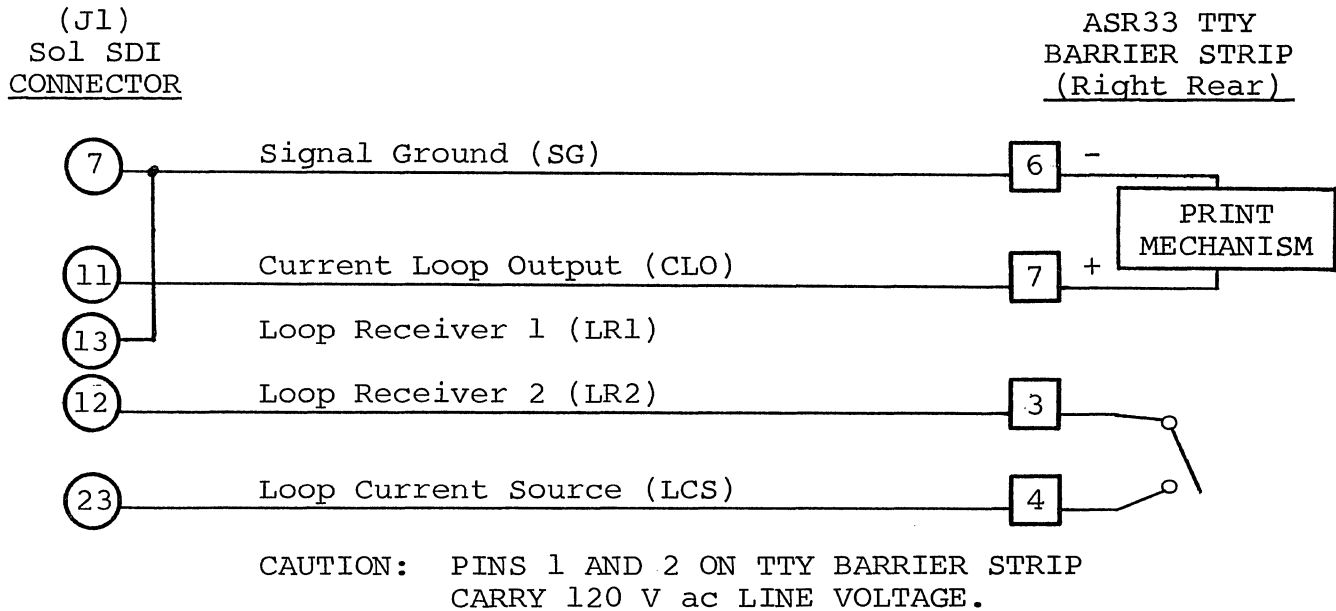 (J1)
Sol SDI
CONNECTOR
ASR33 TTY
BARRIER STRIP
(Right Rear)
7 Signal Ground (SG) 6 -
PRINT
MECHANISM
11 Current Loop Output (CLO) 7 +
13 Loop Receiver 1 (LR1)
12 Loop Receiver 2 (LR2) 3
23 Loop Current Source (LCS) 4
CAUTION: PINS 1 AND 2 ON TTY BARRIER STRIP
CARRY 120 V ac LINE VOLTAGE.